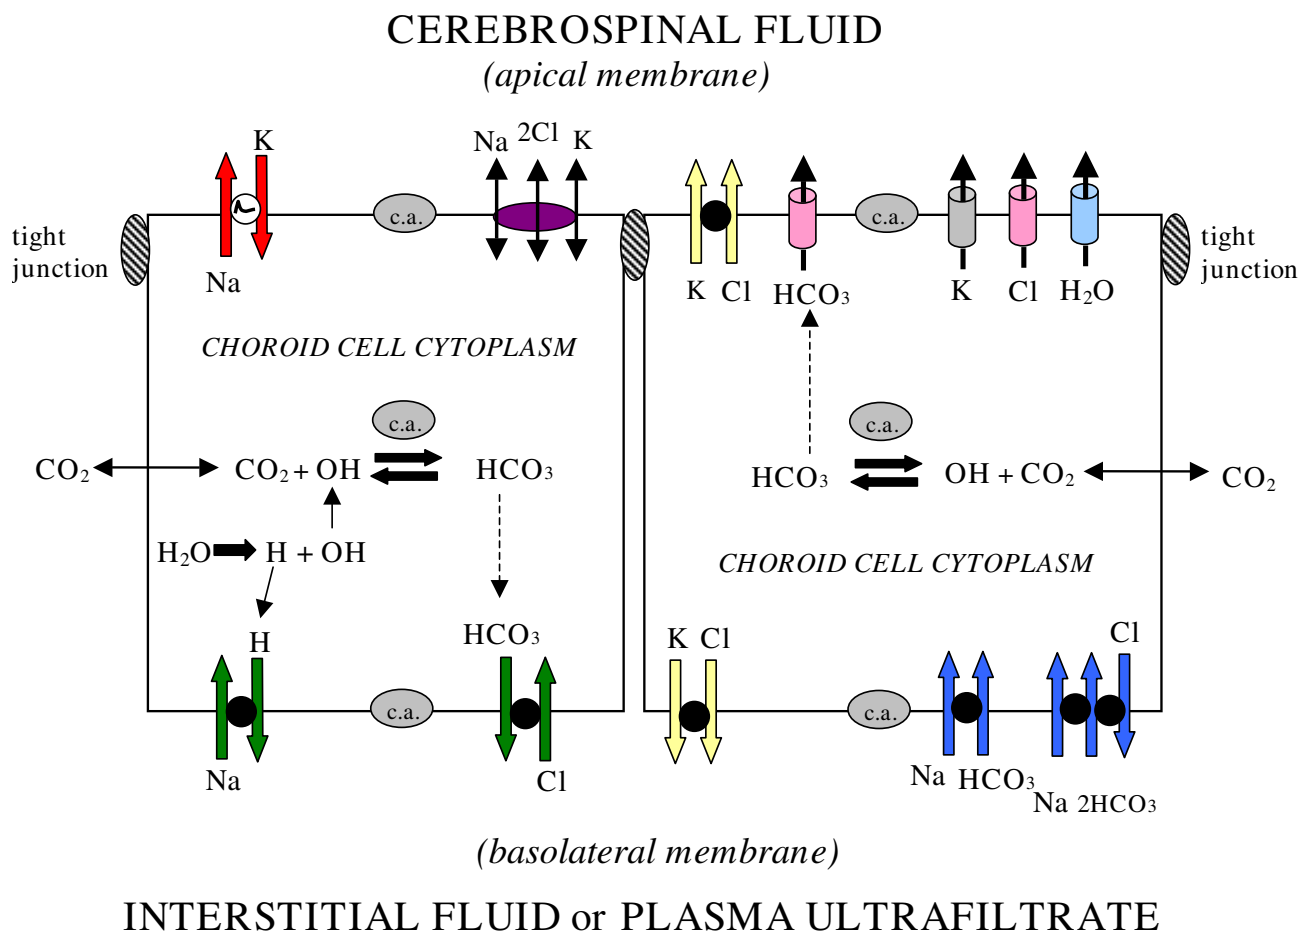 CEREBROSPINAL FLUID
(apical membrane)
K
Na 2Cl K
c.a.
c.a.
tight
junction
tight
junction
Na
K Cl HCO3
K Cl H2O
CHOROID CELL CYTOPLASM
c.a.
c.a.
CO2
CO2 + OH
HCO3
HCO3
OH + CO2
CO2
H2O
H + OH
CHOROID CELL CYTOPLASM
H
HCO3
K Cl
Cl
c.a.
c.a.
Na
Cl
Na HCO3
Na 2HCO3
(basolateral membrane)
INTERSTITIAL FLUID or PLASMA ULTRAFILTRATE